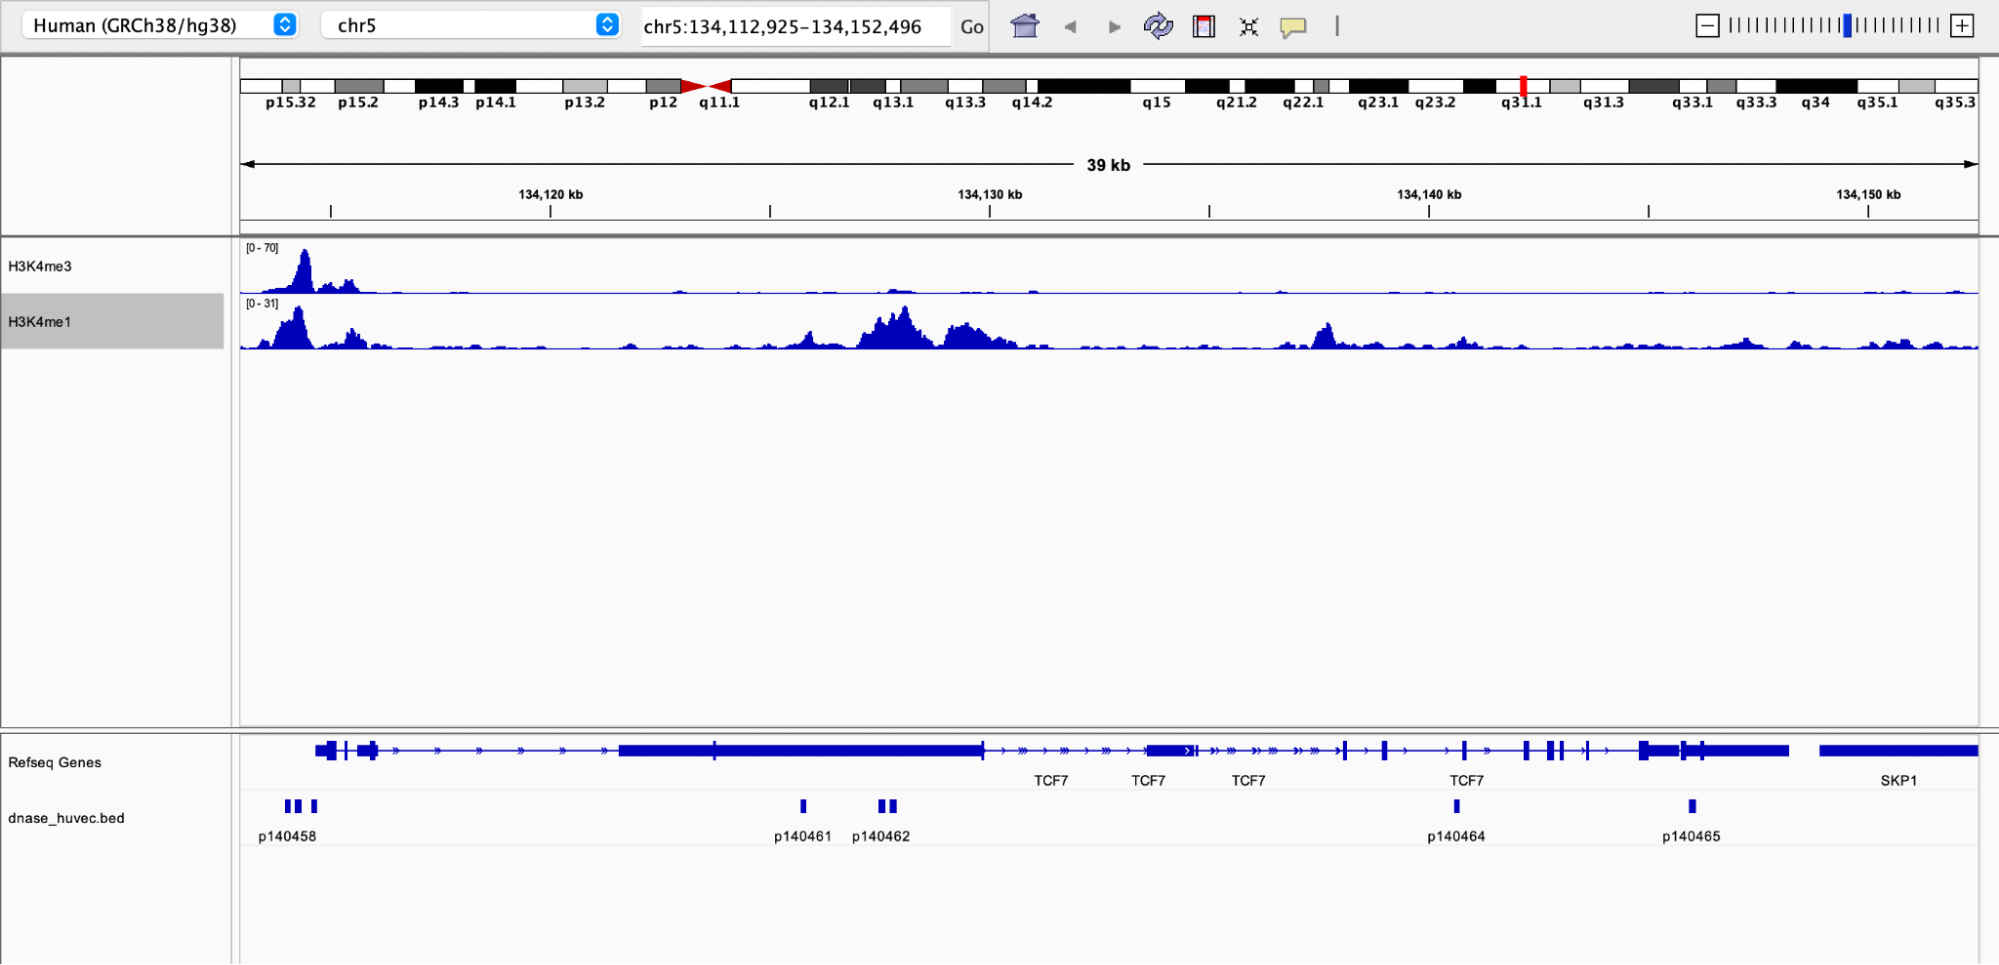 Human (GRCh38/hg38) chr5 chr5:134,112,925-134,152,496 Go
p15.32 p15.2 p14.3 p14.1 p13.2 p12 q11.1 q12.1 q13.1 q13.3 q14.2 q15 q21.2 q22.1 q23.1 q23.2 q31.1 q31.3 q33.1 q33.3 q34 q35.1 q35.3
39 kb
134,120 kb 134,130 kb 134,140 kb 134,150 kb
[0 - 70]
H3K4me3
[0 - 31]
H3K4me1
Refseq Genes
TCF7 TCF7 TCF7 TCF7 SKP1
dnase_huvec.bed
p140458 p140461 p140462 p140464 p140465